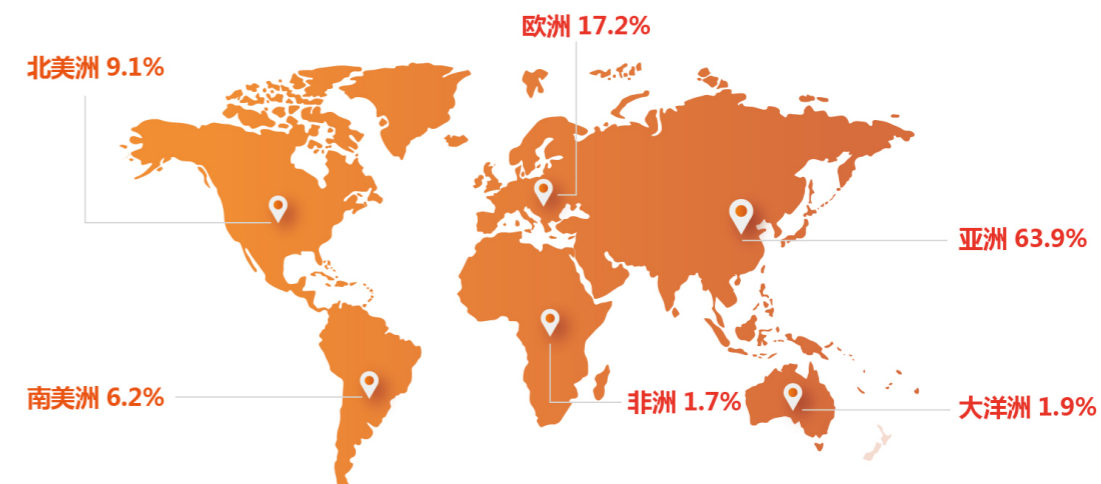 欧洲 17.2%
北美洲 9.1%
亚洲 63.9%
南美洲 6.2%
非洲 1.7%
大洋洲 1.9%